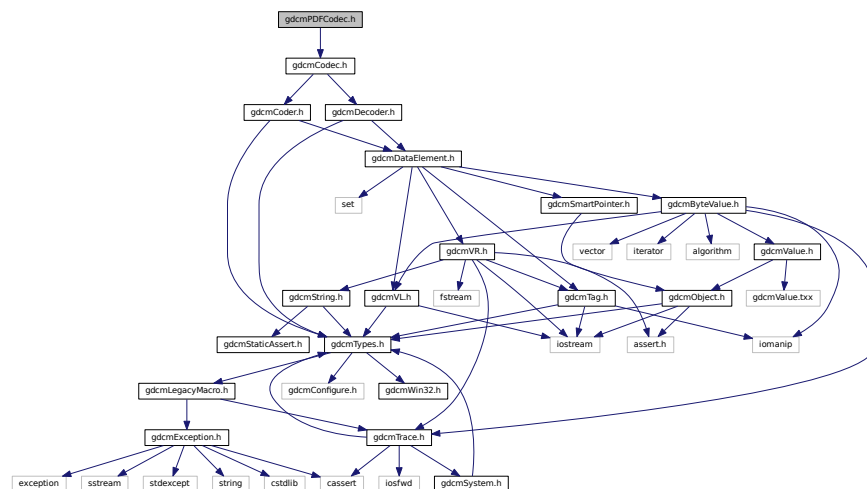 gdcmPDFCodec.h
gdcmCodec.h
gdcmCoder.h
gdcmDecoder.h
gdcmDataElement.h
set
gdcmSmartPointer.h
gdcmByteValue.h
gdcmVR.h
vector
iterator
algorithm
gdcmValue.h
gdcmString.h
gdcmVL.h
fstream
gdcmTag.h
gdcmObject.h
gdcmValue.txx
gdcmStaticAssert.h
gdcmTypes.h
iostream
assert.h
iomanip
gdcmLegacyMacro.h
gdcmConfigure.h
gdcmWin32.h
gdcmException.h
gdcmTrace.h
exception
sstream
stdexcept
string
cstdlib
cassert
iosfwd
gdcmSystem.h